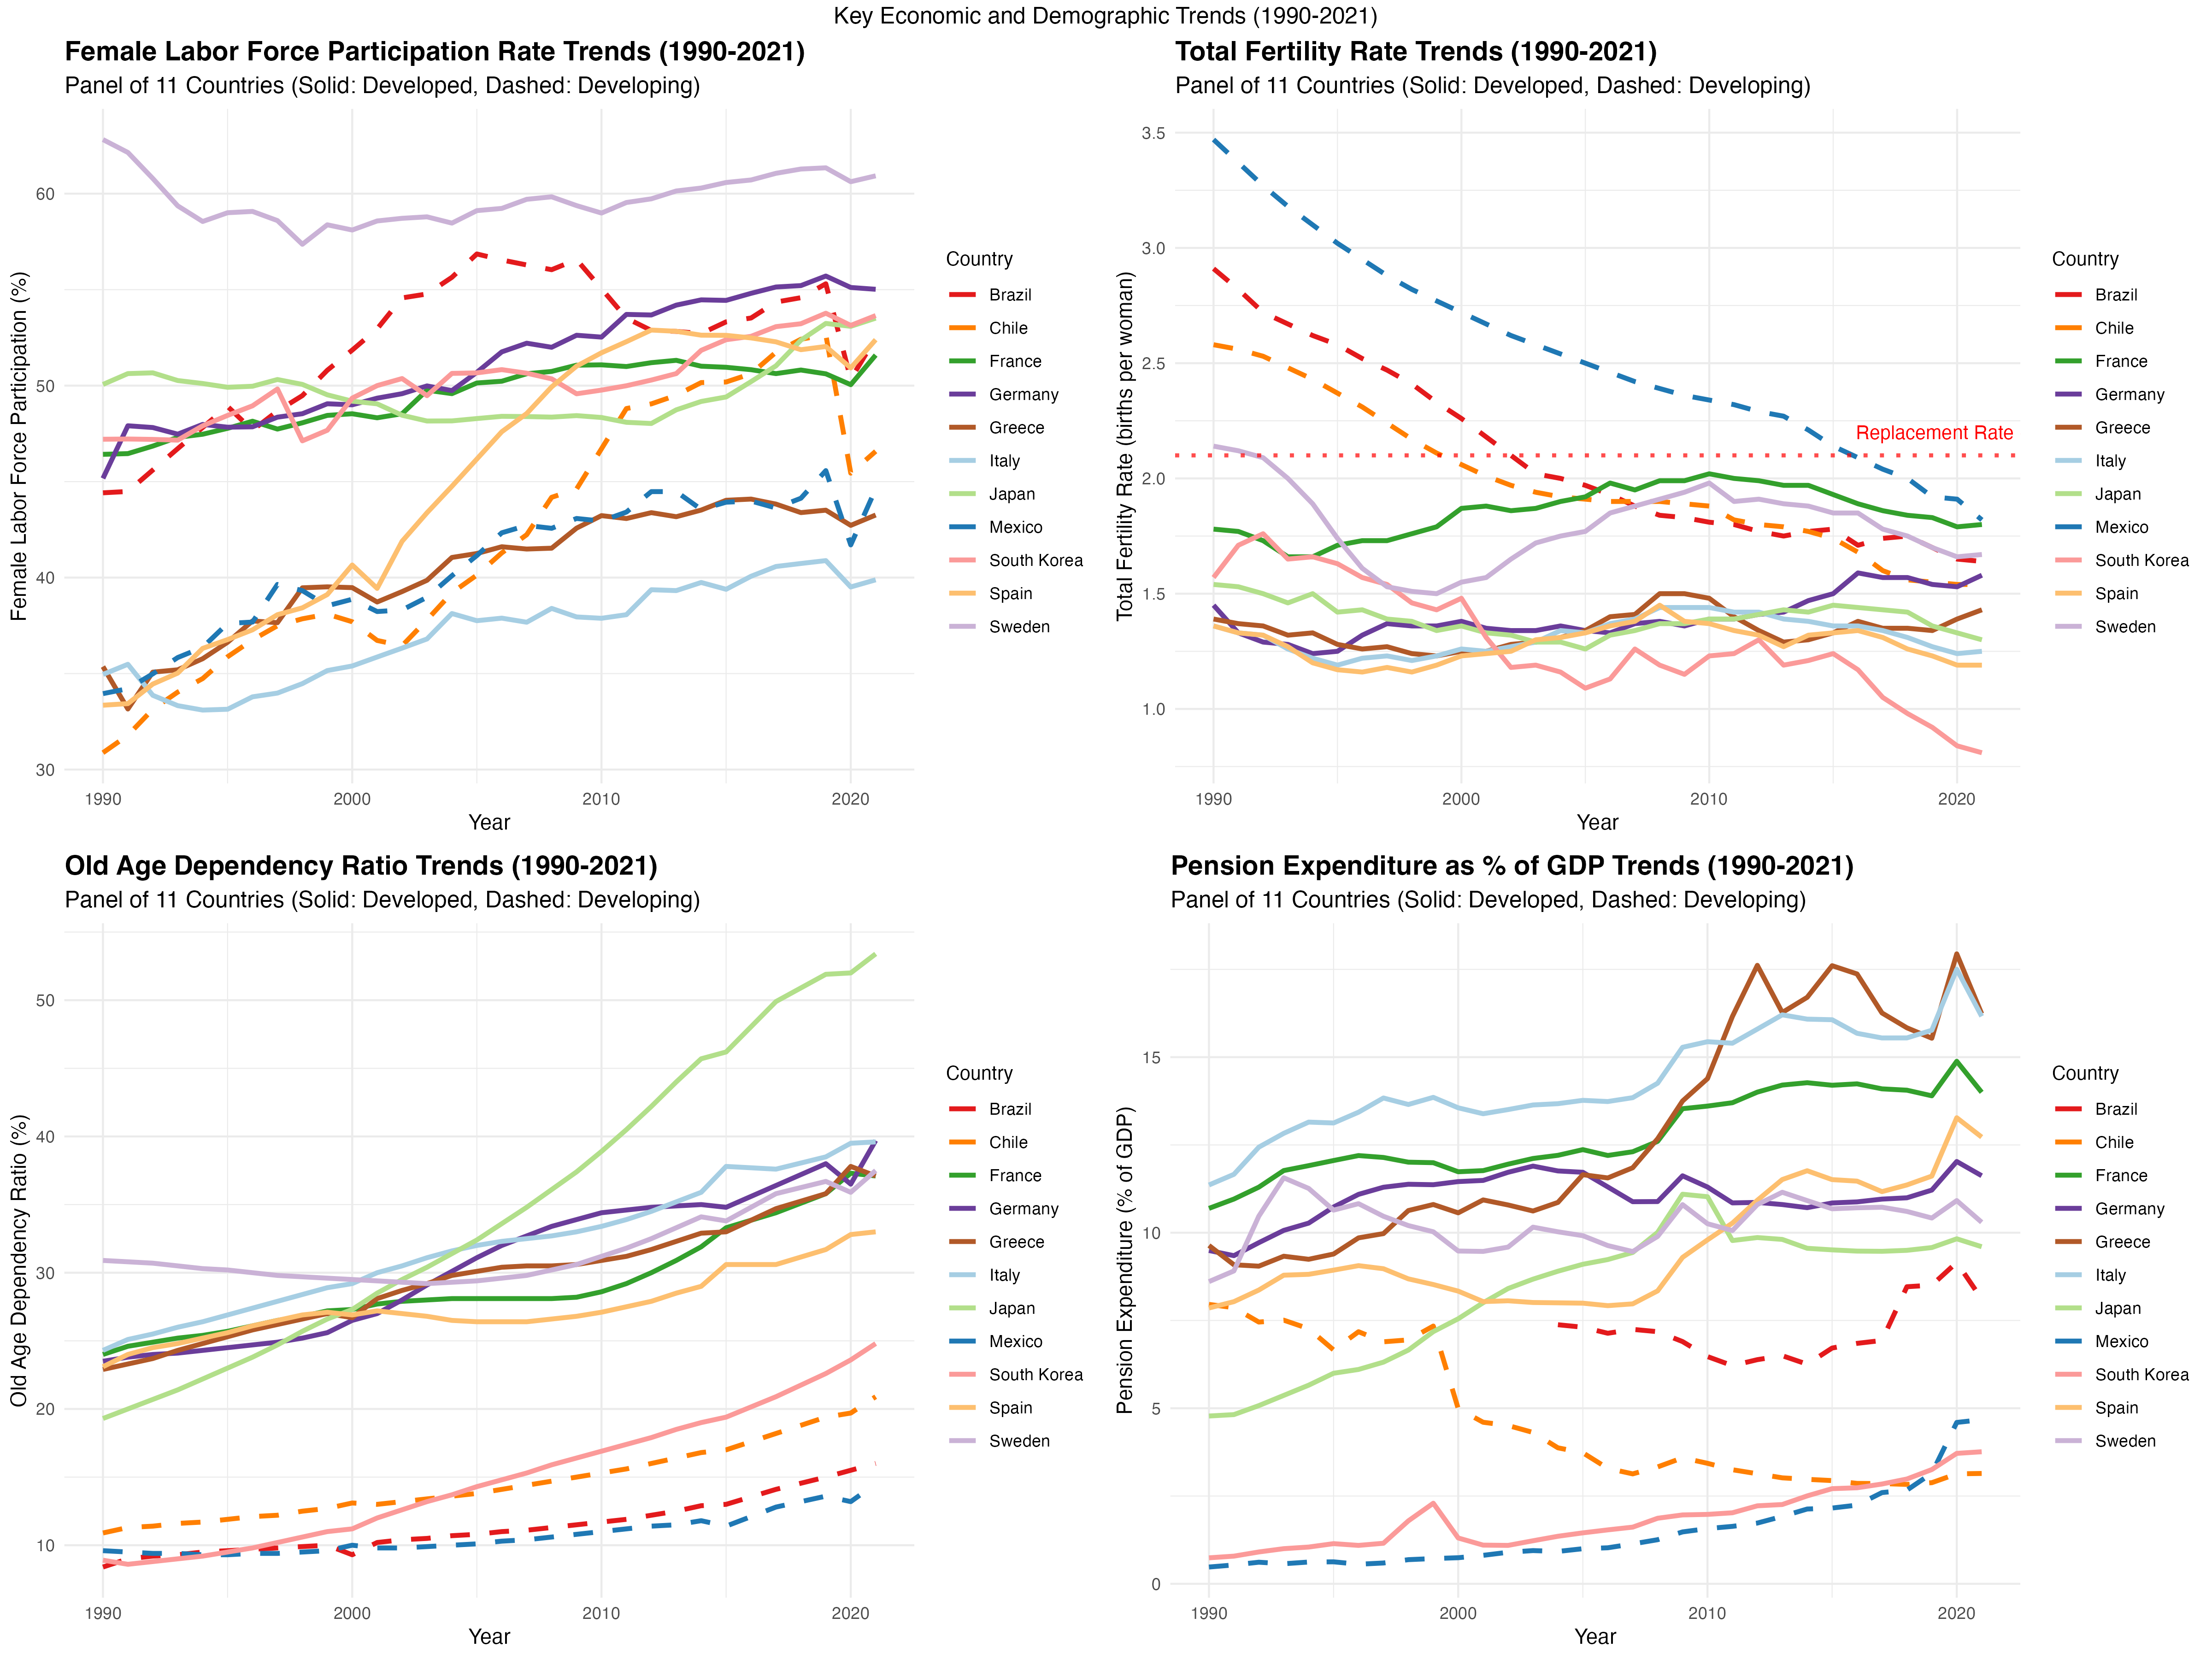 Key Economic and Demographic Trends (1990-2021)
Female Labor Force Participation Rate Trends (1990-2021)
Panel of 11 Countries (Solid: Developed, Dashed: Developing)
Female Labor Force Participation (%)
60
50
40
30
1990
2000
2010
2020
Year
Country
Brazil
Chile
France
Germany
Greece
Italy
Japan
Mexico
South Korea
Spain
Sweden
Total Fertility Rate Trends (1990-2021)
Panel of 11 Countries (Solid: Developed, Dashed: Developing)
Total Fertility Rate (births per woman)
3.5
3.0
2.5
2.0
1.5
1.0
Replacement Rate
1990
2000
2010
2020
Year
Country
Brazil
Chile
France
Germany
Greece
Italy
Japan
Mexico
South Korea
Spain
Sweden
Old Age Dependency Ratio Trends (1990-2021)
Panel of 11 Countries (Solid: Developed, Dashed: Developing)
Old Age Dependency Ratio (%)
50
40
30
20
10
1990
2000
2010
2020
Year
Country
Brazil
Chile
France
Germany
Greece
Italy
Japan
Mexico
South Korea
Spain
Sweden
Pension Expenditure as % of GDP Trends (1990-2021)
Panel of 11 Countries (Solid: Developed, Dashed: Developing)
Pension Expenditure (% of GDP)
15
10
5
0
1990
2000
2010
2020
Year
Country
Brazil
Chile
France
Germany
Greece
Italy
Japan
Mexico
South Korea
Spain
Sweden